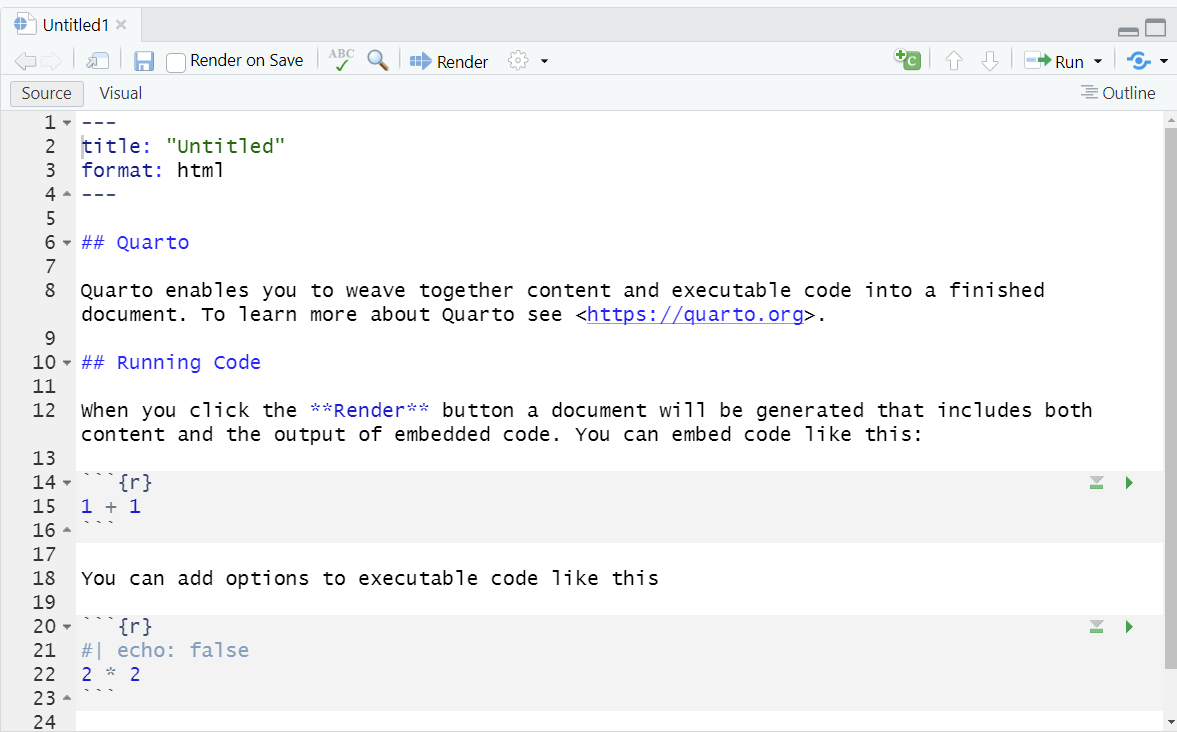 Untitled1
Render on Save ABC Render C Run
Source Visual Outline
1 ---
2 title: "Untitled"
3 format: html
4 ---
5
6 ## Quarto
7
8 Quarto enables you to weave together content and executable code into a finished
document. To learn more about Quarto see <https://quarto.org>.
9
10 ## Running Code
11
12 When you click the **Render** button a document will be generated that includes both
content and the output of embedded code. You can embed code like this:
13
14 ```{r}
15 1 + 1
16 ```
17
18 You can add options to executable code like this
19
20 ```{r}
21 #| echo: false
22 2 * 2
23 ```
24